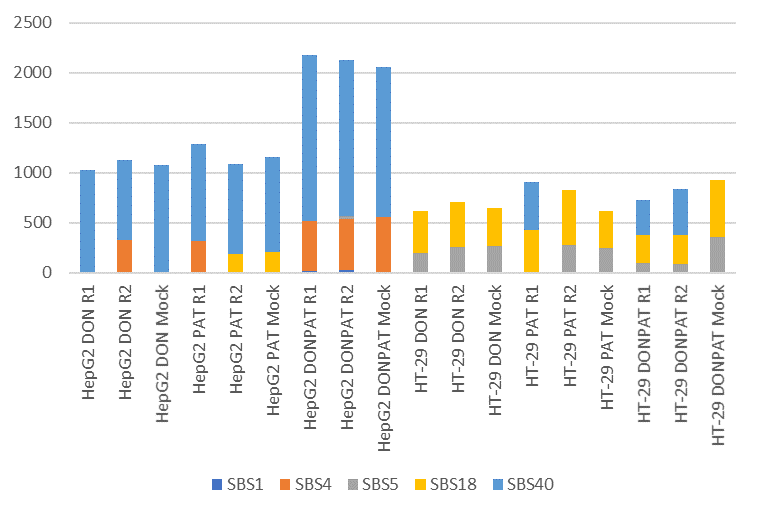 2500
2000
1500
1000
500
0
HepG2 DON R1
HepG2 DON R2
HepG2 DON Mock
HepG2 PAT R1
HepG2 PAT R2
HepG2 PAT Mock
HepG2 DONPAT R1
HepG2 DONPAT R2
HepG2 DONPAT Mock
HT-29 DON R1
HT-29 DON R2
HT-29 DON Mock
HT-29 PAT R1
HT-29 PAT R2
HT-29 PAT Mock
HT-29 DONPAT R1
HT-29 DONPAT R2
HT-29 DONPAT Mock
SBS1 SBS4 SBS5 SBS18 SBS40